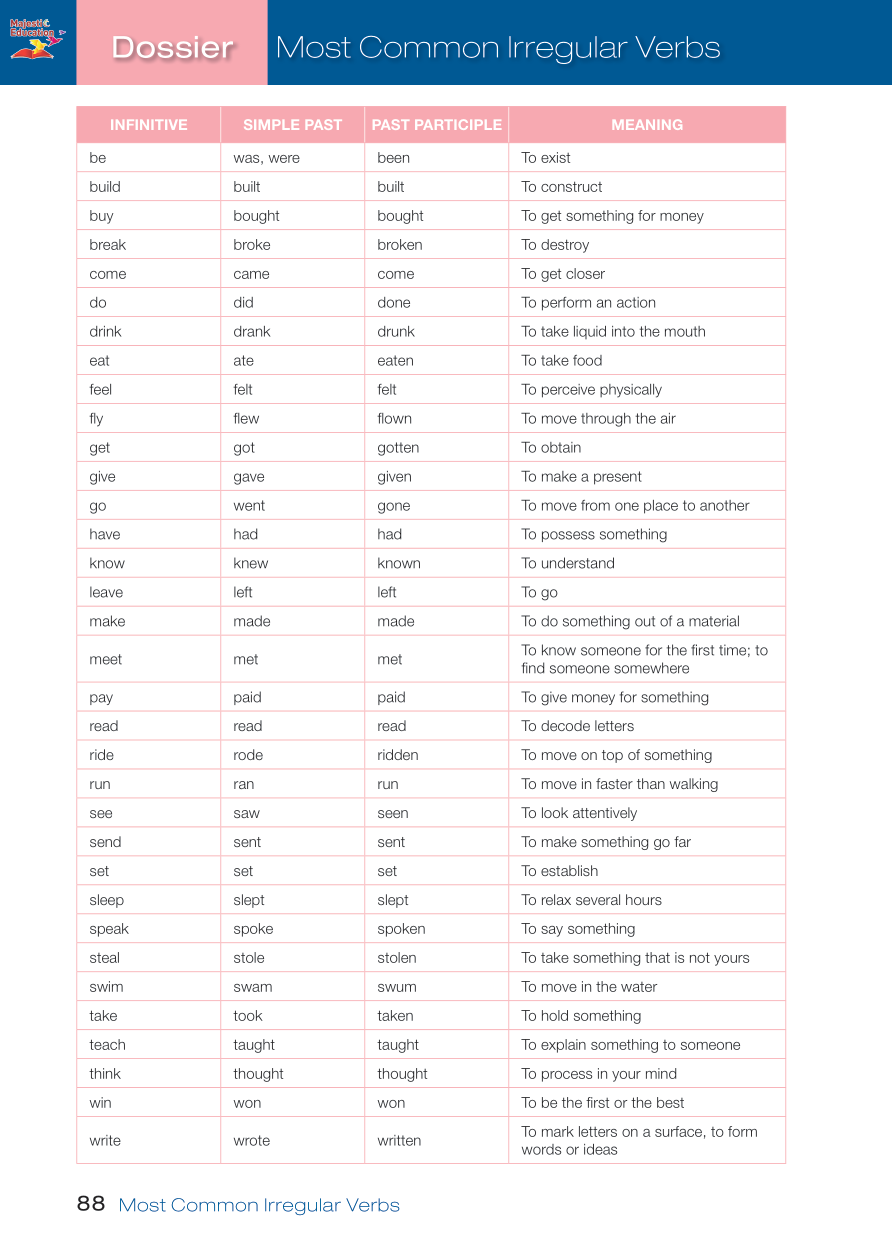 Majestic
Education
Dossier Most Common Irregular Verbs
INFINITIVE SIMPLE PAST PAST PARTICIPLE MEANING
be was, were been To exist
build built built To construct
buy bought bought To get something for money
break broke broken To destroy
come came come To get closer
do did done To perform an action
drink drank drunk To take liquid into the mouth
eat ate eaten To take food
feel felt felt To perceive physically
fly flew flown To move through the air
get got gotten To obtain
give gave given To make a present
go went gone To move from one place to another
have had had To possess something
know knew known To understand
leave left left To go
make made made To do something out of a material
meet met met To know someone for the first time; to
find someone somewhere
pay paid paid To give money for something
read read read To decode letters
ride rode ridden To move on top of something
run ran run To move in faster than walking
see saw seen To look attentively
send sent sent To make something go far
set set set To establish
sleep slept slept To relax several hours
speak spoke spoken To say something
steal stole stolen To take something that is not yours
swim swam swum To move in the water
take took taken To hold something
teach taught taught To explain something to someone
think thought thought To process in your mind
win won won To be the first or the best
write wrote written To mark letters on a surface, to form
words or ideas
88 Most Common Irregular Verbs